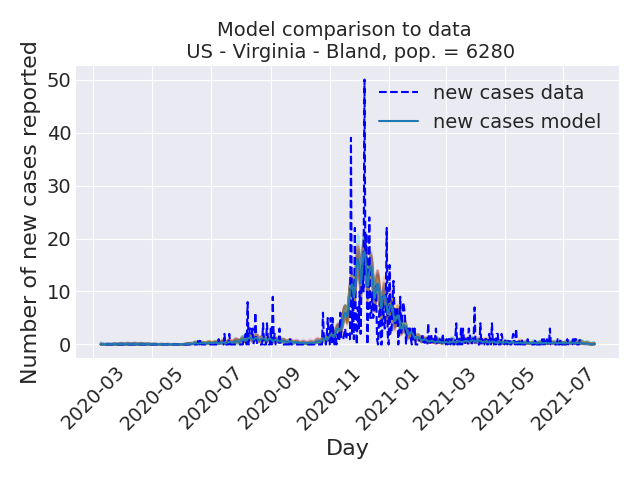 Model comparison to data
US - Virginia - Bland, pop. = 6280
Number of new cases reported
50
40
30
20
10
0
new cases data
new cases model
2020-03
2020-05
2020-07
2020-09
2020-11
2021-01
2021-03
2021-05
2021-07
Day